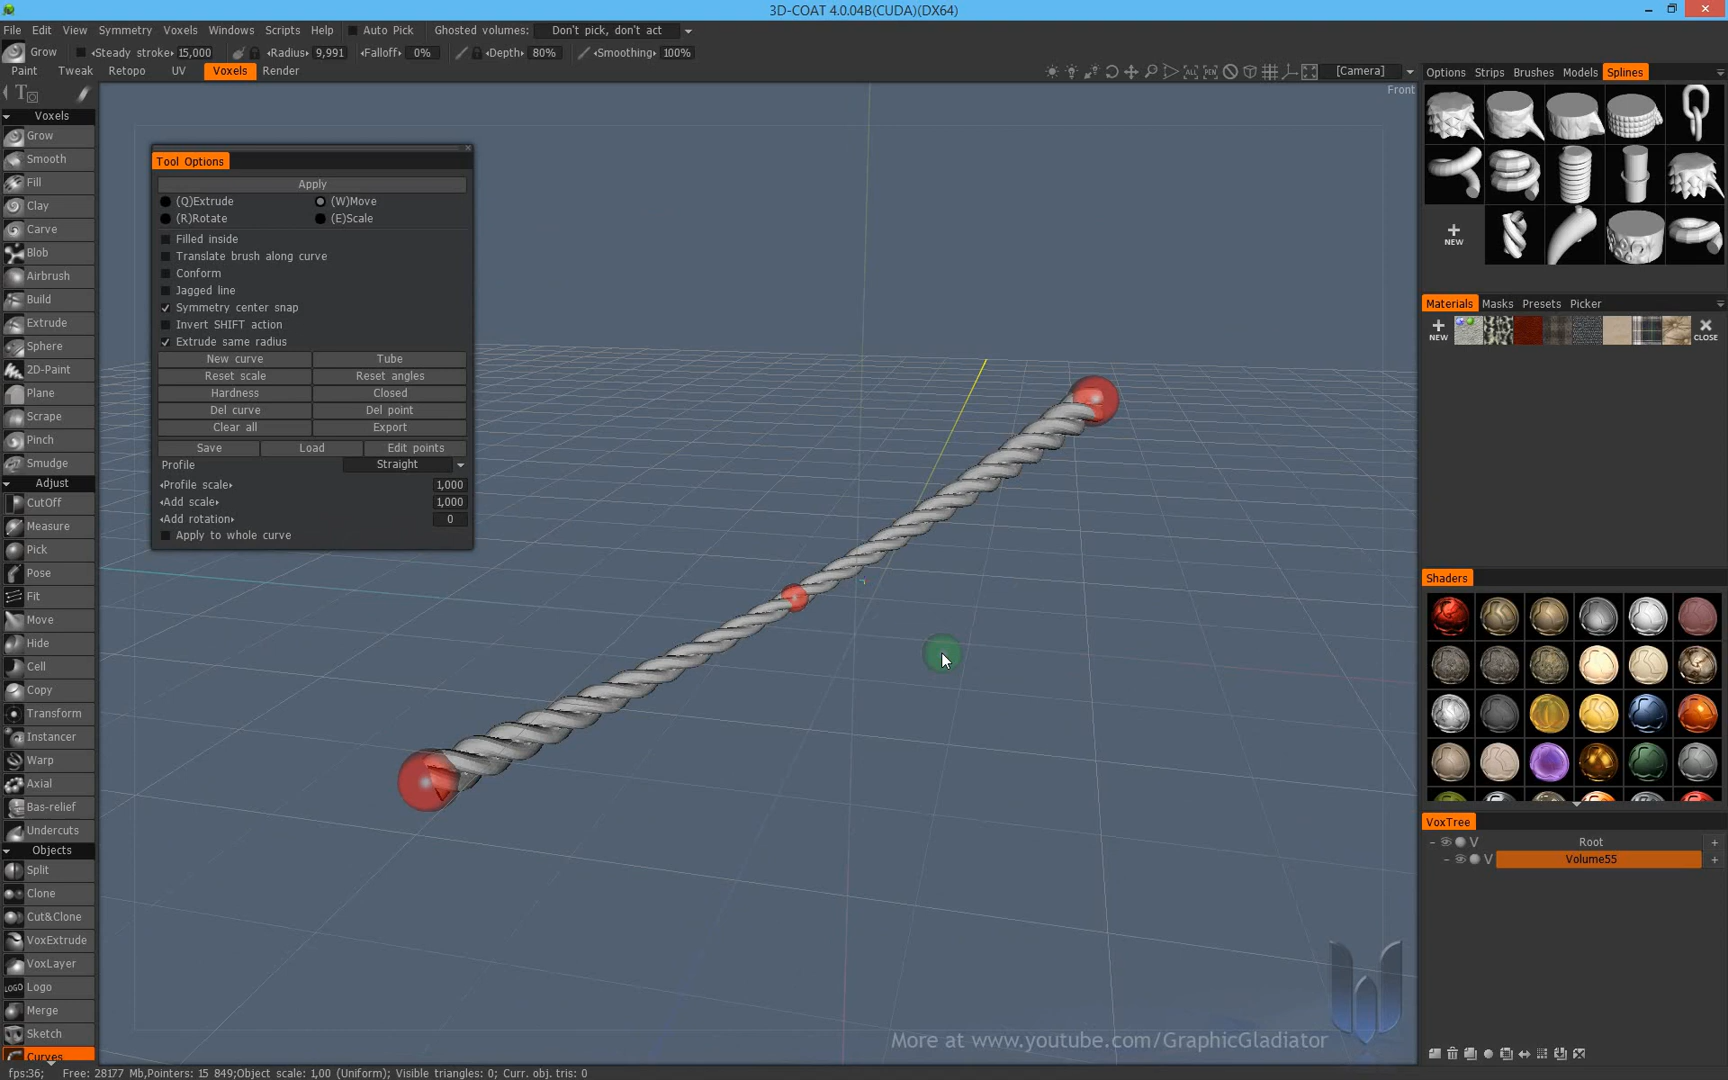 3D-COAT 4.0.04B(CUDA)(DX64)
File Edit View Symmetry Voxels Windows Scripts Help Auto Pick Ghosted volumes: Don't pick, don't act
Grow Steady stroke 15,000 Radius 9,991 Falloff 0% Depth 80% Smoothing 100%
Paint Tweak Retopo UV Voxels Render [Camera] Options Strips Brushes Models Splines
Front
Voxels
Grow
Smooth
Fill
Clay
Carve
Blob
Airbrush
Build
Extrude
Sphere
2D-Paint
Plane
Scrape
Pinch
Smudge
Adjust
CutOff
Measure
Pick
Pose
Fit
Move
Hide
Cell
Copy
Transform
Instancer
Warp
Axial
Bas-relief
Undercuts
Objects
Split
Clone
Cut&Clone
VoxExtrude
VoxLayer
LOGO Logo
Merge
Sketch
Curves
Tool Options
Apply
(Q)Extrude (W)Move
(R)Rotate (E)Scale
Filled inside
Translate brush along curve
Conform
Jagged line
Symmetry center snap
Invert SHIFT action
Extrude same radius
New curve Tube
Reset scale Reset angles
Hardness Closed
Del curve Del point
Clear all Export
Save Load Edit points
Profile Straight
Profile scale 1,000
Add scale 1,000
Add rotation 0
Apply to whole curve
NEW
Materials Masks Presets Picker
NEW CLOSE
Shaders
VoxTree
V Root +
V Volume55 +
More at www.youtube.com/GraphicGladiator
fps:36; Free: 28177 Mb,Pointers: 15 849;Object scale: 1,00 (Uniform); Visible triangles: 0; Curr. obj. tris: 0